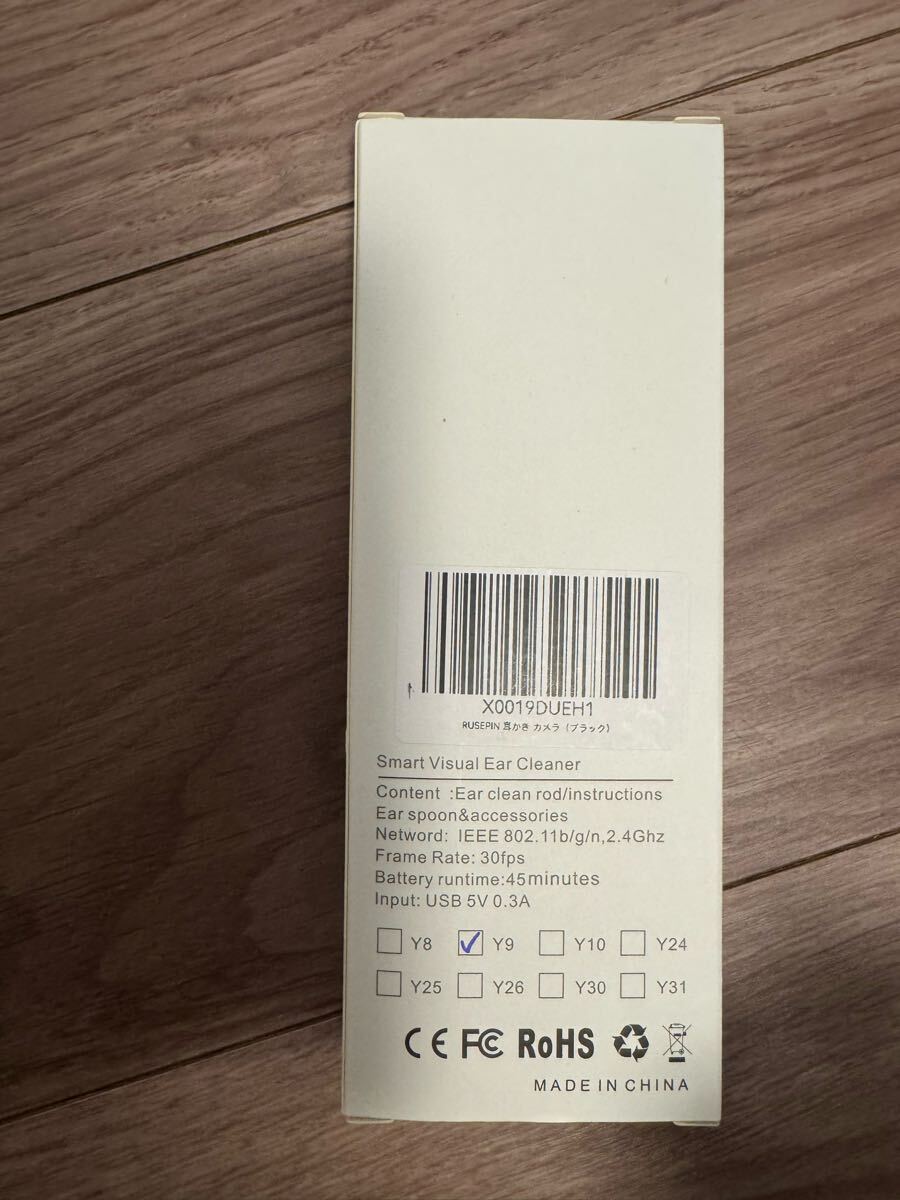 X0019DUEH1
RUSEPIN 耳かき カメラ（ブラック）
Smart Visual Ear Cleaner
Content :Ear clean rod/instructions
Ear spoon&accessories
Netword: IEEE 802.11b/g/n,2.4Ghz
Frame Rate: 30fps
Battery runtime:45minutes
Input: USB 5V 0.3A
Y8 Y9 Y10 Y24
Y25 Y26 Y30 Y31
CE FC RoHS
MADE IN CHINA